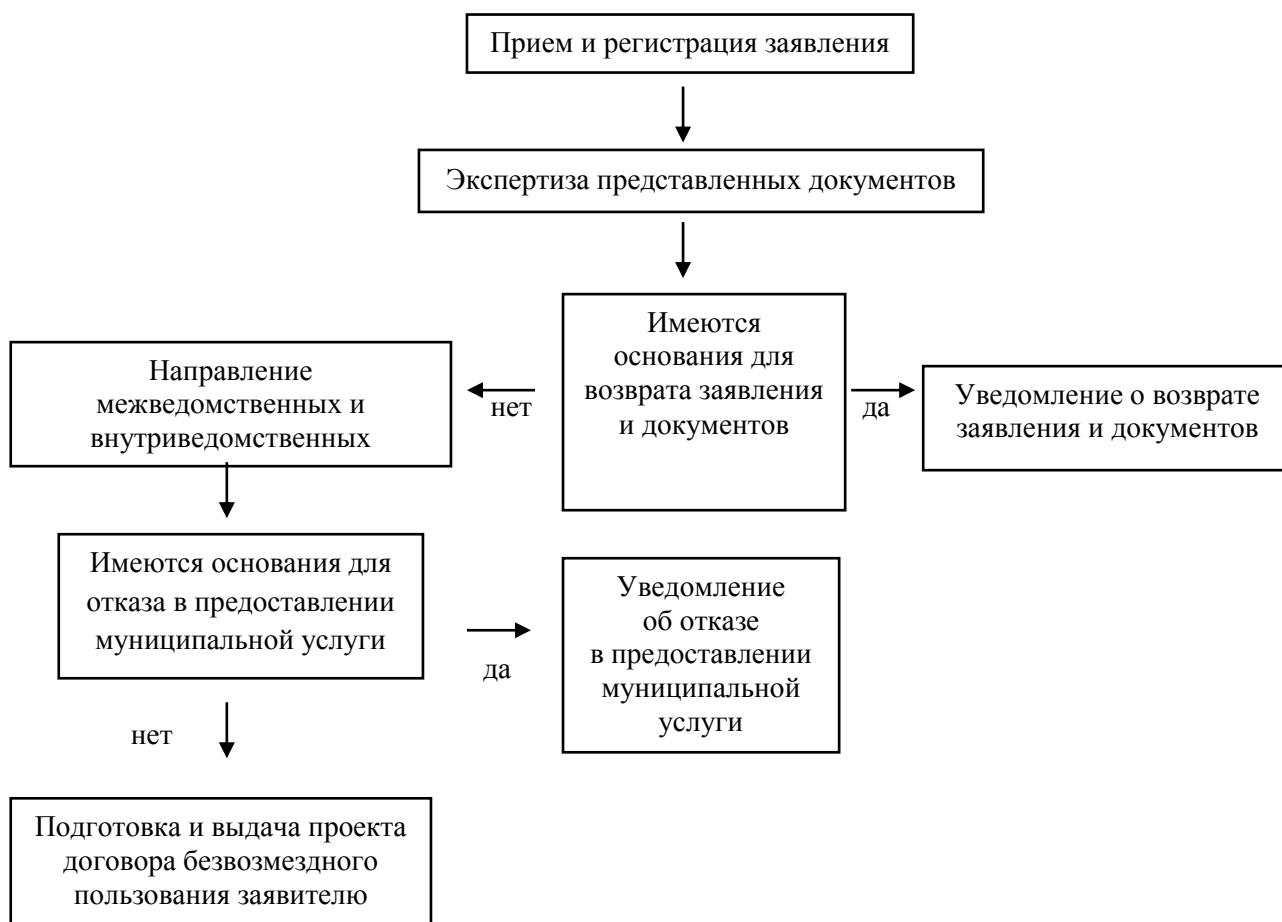 Прием и регистрация заявления
Экспертиза представленных документов
Имеются
основания для
возврата заявления
и документов
Направление
межведомственных и
внутриведомственных
нет
да
Уведомление о возврате
заявления и документов
Имеются основания для
отказа в предоставлении
муниципальной услуги
да
Уведомление
об отказе
в предоставлении
муниципальной
услуги
нет
Подготовка и выдача проекта
договора безвозмездного
пользования заявителю